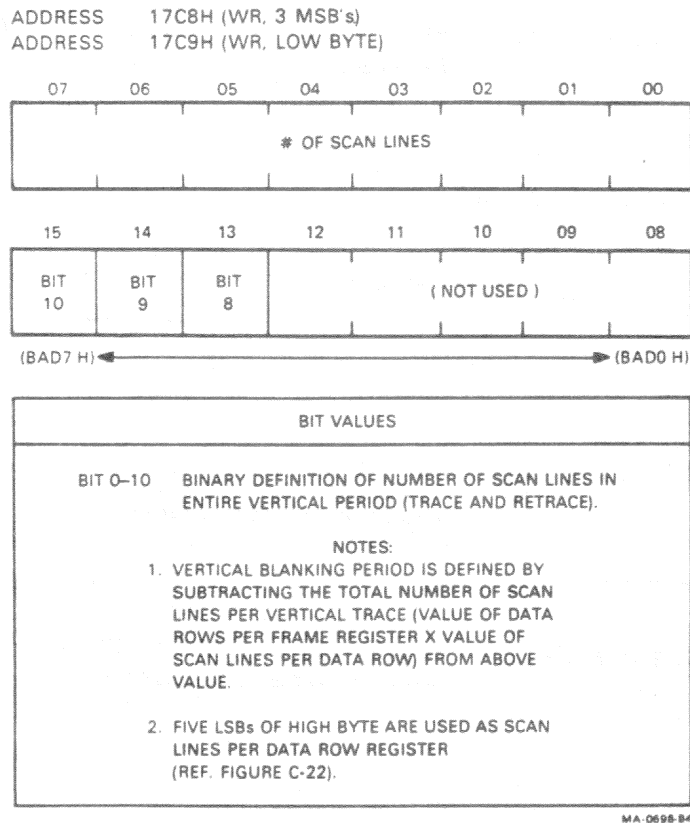 ADDRESS 17C8H (WR, 3 MSB's)
ADDRESS 17C9H (WR, LOW BYTE)
07 06 05 04 03 02 01 00
# OF SCAN LINES
15 14 13 12 11 10 09 08
BIT 10 BIT 9 BIT 8 (NOT USED)
(BAD7 H) (BAD0 H)
BIT VALUES
BIT 0–10 BINARY DEFINITION OF NUMBER OF SCAN LINES IN
ENTIRE VERTICAL PERIOD (TRACE AND RETRACE).
NOTES:
1. VERTICAL BLANKING PERIOD IS DEFINED BY
SUBTRACTING THE TOTAL NUMBER OF SCAN
LINES PER VERTICAL TRACE (VALUE OF DATA
ROWS PER FRAME REGISTER X VALUE OF
SCAN LINES PER DATA ROW) FROM ABOVE
VALUE.
2. FIVE LSBs OF HIGH BYTE ARE USED AS SCAN
LINES PER DATA ROW REGISTER
(REF. FIGURE C-22).
MA-0698-84